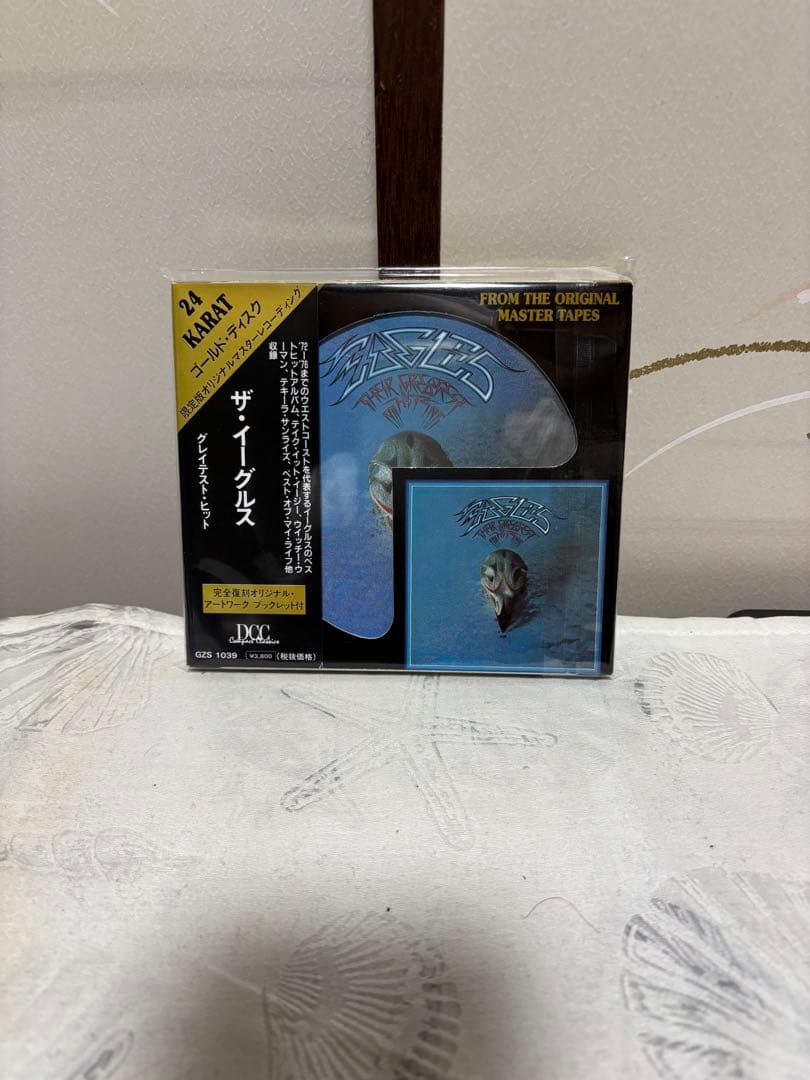 24
KARAT
ゴールド・ディスク
限定版オリジナルマスターレコーディング
ザ・イーグルス
グレイテスト・ヒット
'72—'76までのウエストコーストを代表するイーグルスのベス
トヒットアルバム、テイク・イット・イージー、ウィッチー・ウ
ーマン、テキーラ・サンライズ、ベスト・オブ・マイ・ライフ他
収録
完全復刻オリジナル・
アートワーク ブックレット付
DCC
Compact Classics
GZS 1039 ¥3,800 (税抜価格)
FROM THE ORIGINAL
MASTER TAPES
EAGLES
THEIR GREATEST
EAGLES
THEIR GREATEST